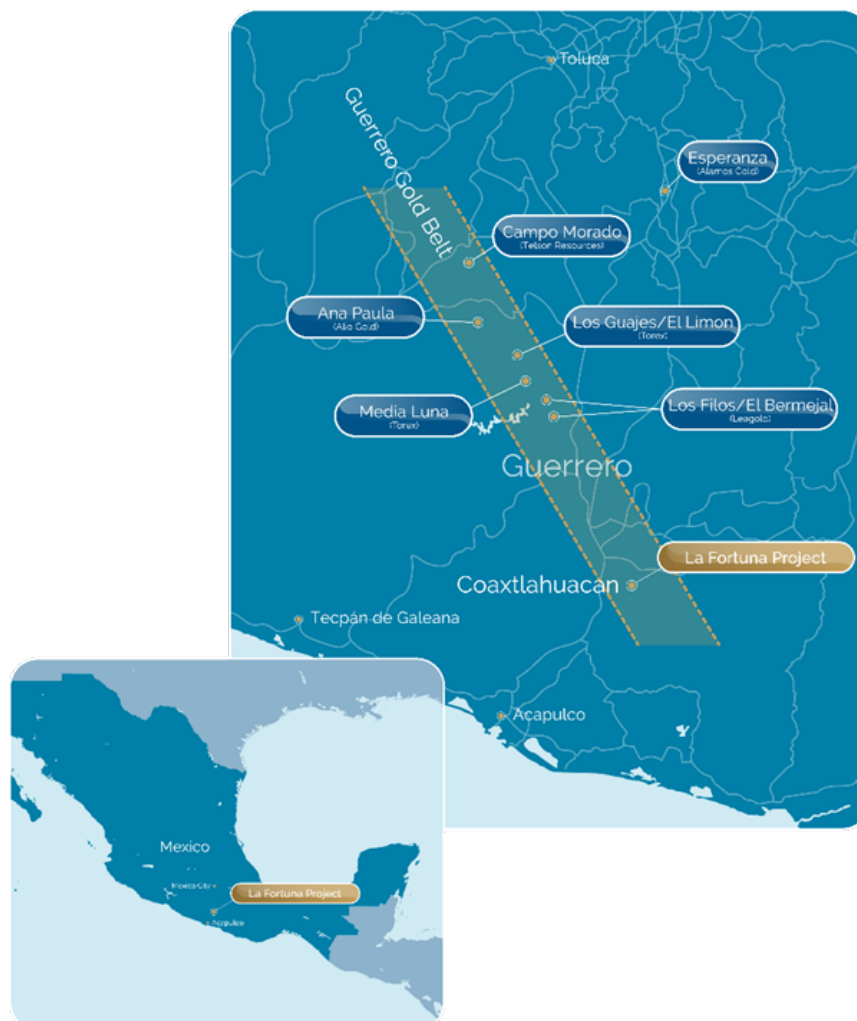 Toluca
Guerrero Gold Belt
Esperanza
(Alamos Gold)
Campo Morado
(Telson Resources)
Ana Paula
(Alio Gold)
Los Guajes/El Limon
(Torex)
Media Luna
(Torex)
Los Filos/El Bermejal
(Leagold)
Guerrero
La Fortuna Project
Coaxtlahuacán
Tecpán de Galeana
Acapulco
Mexico
Mexico City
La Fortuna Project
Acapulco